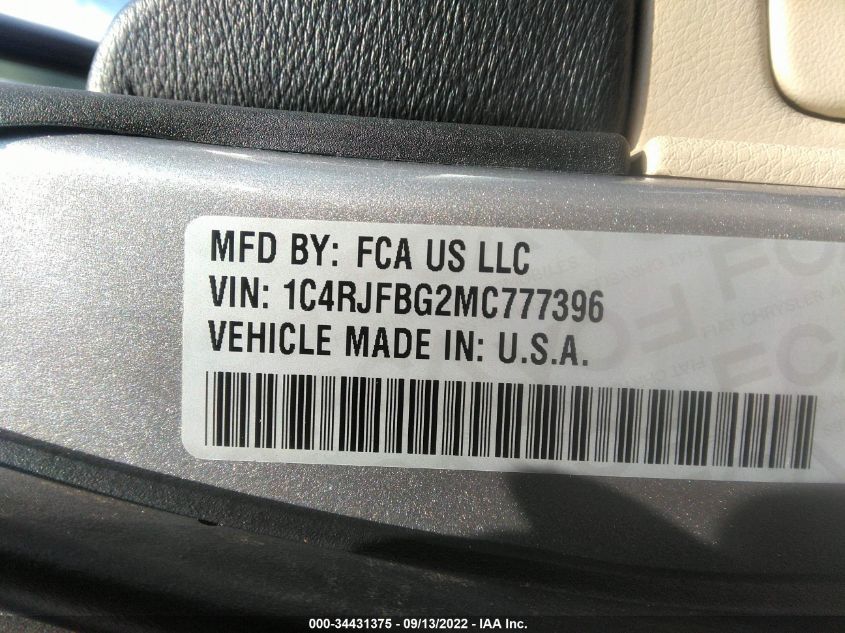 MFD BY: FCA US LLC
VIN: 1C4RJFBG2MC777396
VEHICLE MADE IN: U.S.A.
000-34431375 - 09/13/2022 - IAA Inc.